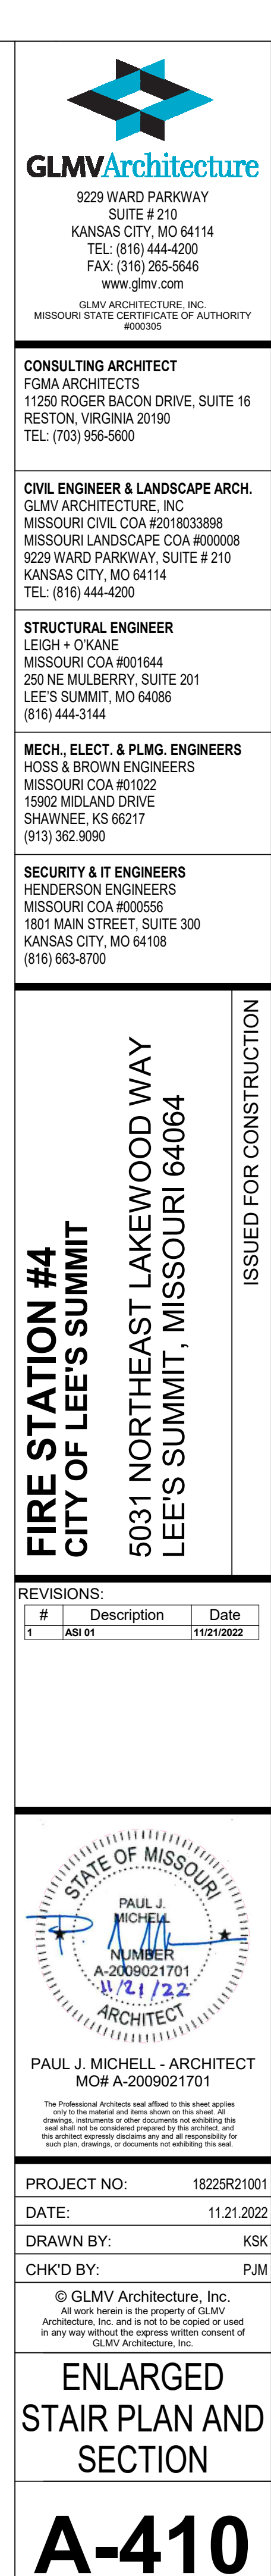 GLMVArchitecture
9229 WARD PARKWAY
SUITE # 210
KANSAS CITY, MO 64114
TEL: (816) 444-4200
FAX: (316) 265-5646
www.glmv.com
GLMV ARCHITECTURE, INC.
MISSOURI STATE CERTIFICATE OF AUTHORITY
#000305
CONSULTING ARCHITECT
FGMA ARCHITECTS
11250 ROGER BACON DRIVE, SUITE 16
RESTON, VIRGINIA 20190
TEL: (703) 956-5600
CIVIL ENGINEER & LANDSCAPE ARCH.
GLMV ARCHITECTURE, INC
MISSOURI CIVIL COA #2018033898
MISSOURI LANDSCAPE COA #000008
9229 WARD PARKWAY, SUITE # 210
KANSAS CITY, MO 64114
TEL: (816) 444-4200
STRUCTURAL ENGINEER
LEIGH + O'KANE
MISSOURI COA #001644
250 NE MULBERRY, SUITE 201
LEE'S SUMMIT, MO 64086
(816) 444-3144
MECH., ELECT. & PLMG. ENGINEERS
HOSS & BROWN ENGINEERS
MISSOURI COA #01022
15902 MIDLAND DRIVE
SHAWNEE, KS 66217
(913) 362.9090
SECURITY & IT ENGINEERS
HENDERSON ENGINEERS
MISSOURI COA #000556
1801 MAIN STREET, SUITE 300
KANSAS CITY, MO 64108
(816) 663-8700
FIRE STATION #4
CITY OF LEE'S SUMMIT
5031 NORTHEAST LAKEWOOD WAY
LEE'S SUMMIT, MISSOURI 64064
ISSUED FOR CONSTRUCTION
REVISIONS:
# Description Date
1 ASI 01 11/21/2022
STATE OF MISSOURI
PAUL J.
MICHELL
NUMBER
A-2009021701
11/21/22
ARCHITECT
PAUL J. MICHELL - ARCHITECT
MO# A-2009021701
The Professional Architects seal affixed to this sheet applies
only to the material and items shown on this sheet. All
drawings, instruments or other documents not exhibiting this
seal shall not be considered prepared by this architect, and
this architect expressly disclaims any and all responsibility for
such plan, drawings, or documents not exhibiting this seal.
PROJECT NO: 18225R21001
DATE: 11.21.2022
DRAWN BY: KSK
CHK'D BY: PJM
© GLMV Architecture, Inc.
All work herein is the property of GLMV
Architecture, Inc. and is not to be copied or used
in any way without the express written consent of
GLMV Architecture, Inc.
ENLARGED
STAIR PLAN AND
SECTION
A-410